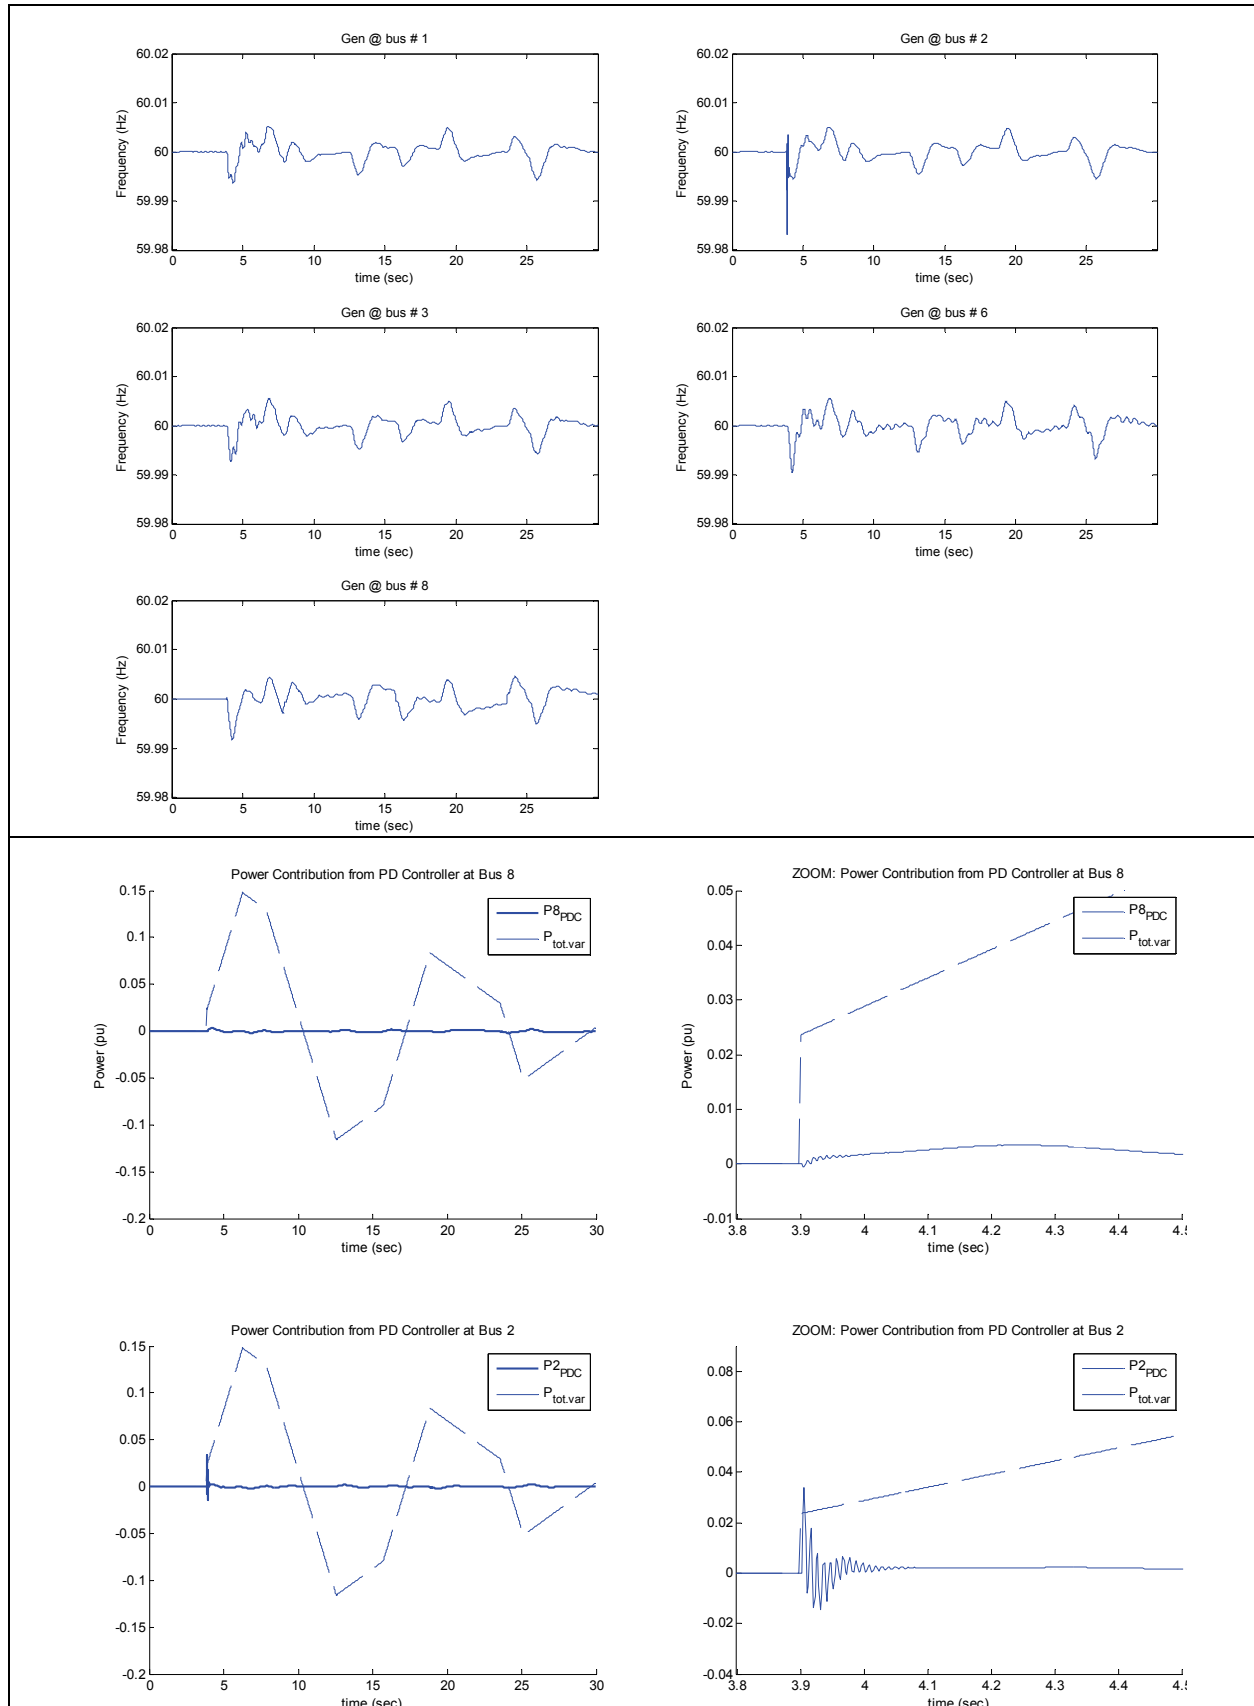 Gen @ bus # 1
60.02
60.01
60
59.99
59.98
Frequency (Hz)
0 5 10 15 20 25
time (sec)
Gen @ bus # 2
60.02
60.01
60
59.99
59.98
Frequency (Hz)
0 5 10 15 20 25
time (sec)
Gen @ bus # 3
60.02
60.01
60
59.99
59.98
Frequency (Hz)
0 5 10 15 20 25
time (sec)
Gen @ bus # 6
60.02
60.01
60
59.99
59.98
Frequency (Hz)
0 5 10 15 20 25
time (sec)
Gen @ bus # 8
60.02
60.01
60
59.99
59.98
Frequency (Hz)
0 5 10 15 20 25
time (sec)
Power Contribution from PD Controller at Bus 8
0.15
0.1
0.05
0
-0.05
-0.1
-0.15
-0.2
Power (pu)
P8PDC
Ptot.var
0 5 10 15 20 25 30
time (sec)
ZOOM: Power Contribution from PD Controller at Bus 8
0.05
0.04
0.03
0.02
0.01
0
-0.01
Power (pu)
P8PDC
Ptot.var
3.8 3.9 4 4.1 4.2 4.3 4.4 4.5
time (sec)
Power Contribution from PD Controller at Bus 2
0.15
0.1
0.05
0
-0.05
-0.1
-0.15
-0.2
Power (pu)
P2PDC
Ptot.var
0 5 10 15 20 25 30
time (sec)
ZOOM: Power Contribution from PD Controller at Bus 2
0.08
0.06
0.04
0.02
0
-0.02
-0.04
Power (pu)
P2PDC
Ptot.var
3.8 3.9 4 4.1 4.2 4.3 4.4 4.5
time (sec)